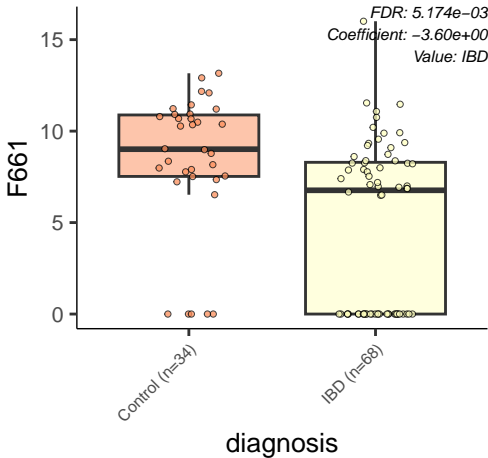 FDR: 5.174e−03
Coefficient: −3.60e+00
Value: IBD
15
10
5
0
F661
Control (n=34)
IBD (n=68)
diagnosis